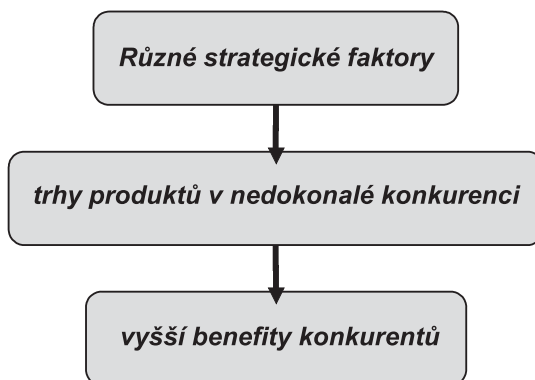 Různé strategické faktory
trhy produktů v nedokonalé konkurenci
vyšší benefity konkurentů